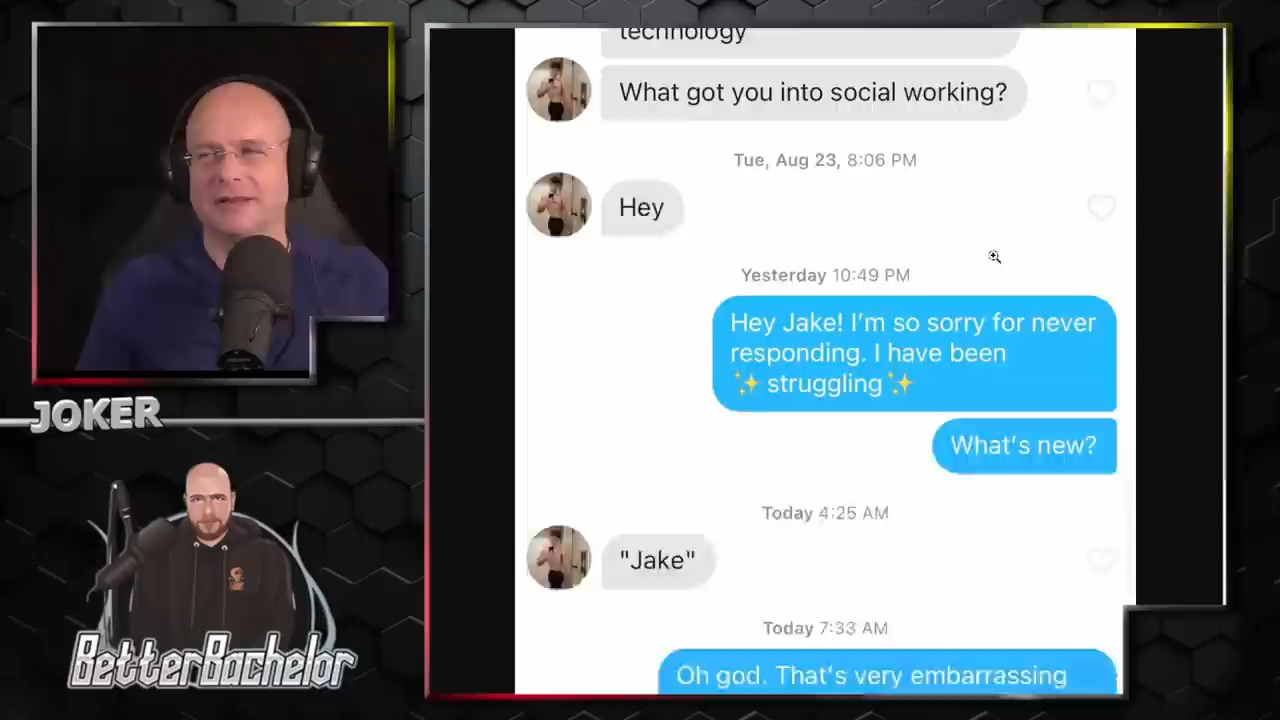 technology
What got you into social working?
Tue, Aug 23, 8:06 PM
Hey
Yesterday 10:49 PM
Hey Jake! I'm so sorry for never
responding. I have been
✨ struggling ✨
What's new?
Today 4:25 AM
"Jake"
Today 7:33 AM
Oh god. That's very embarrassing
JOKER
BetterBachelor